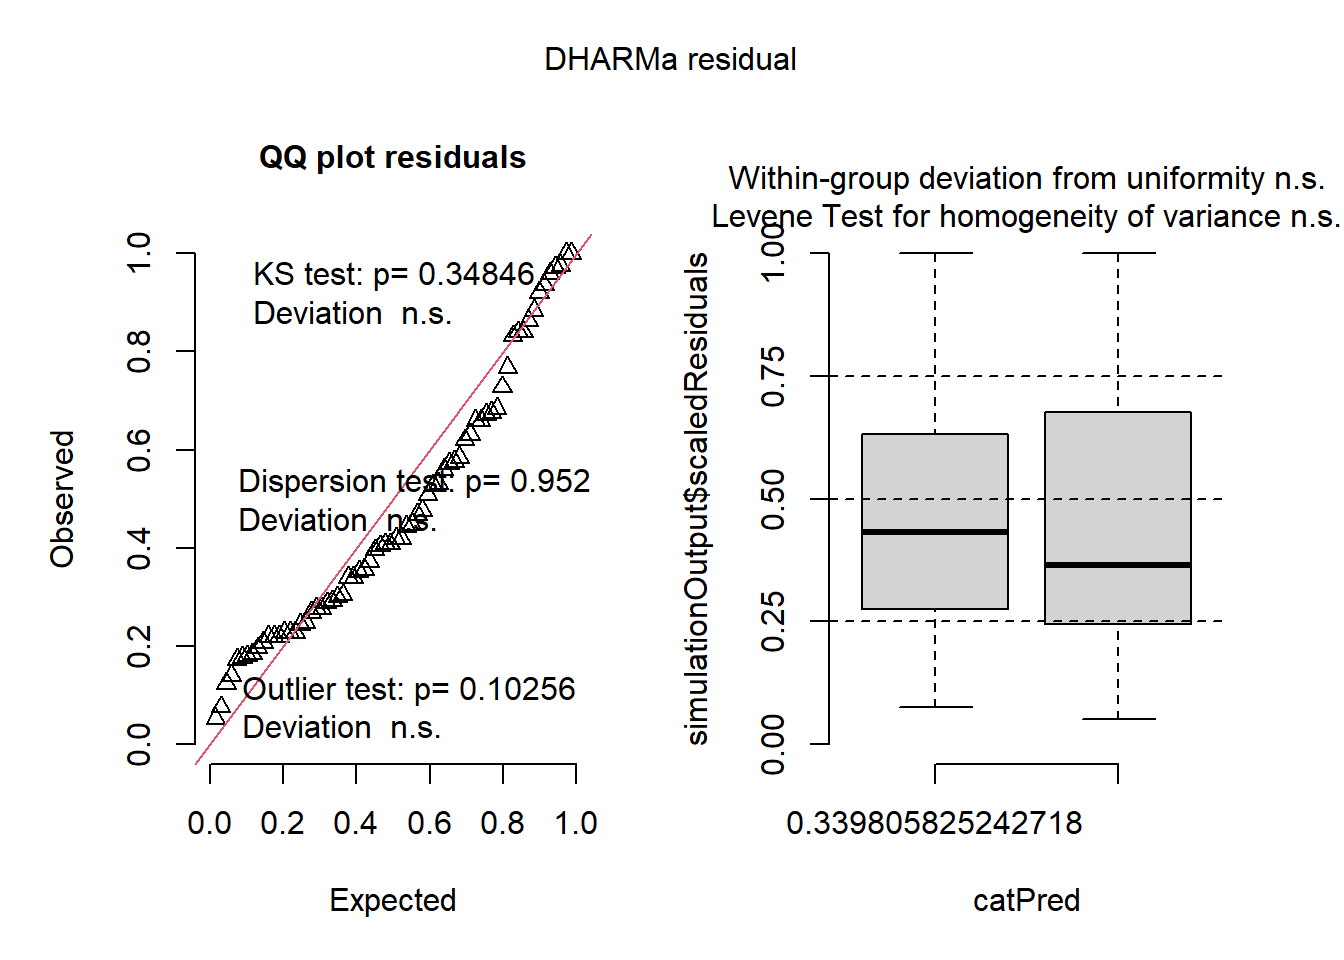 DHARMa residual
QQ plot residuals
KS test: p= 0.34846
Deviation  n.s.
Dispersion test: p= 0.952
Deviation  n.s.
Outlier test: p= 0.10256
Deviation  n.s.
Observed
0.0 0.2 0.4 0.6 0.8 1.0
0.0 0.2 0.4 0.6 0.8 1.0
Expected
Within-group deviation from uniformity n.s.
Levene Test for homogeneity of variance n.s.
simulationOutput$scaledResiduals
0.00 0.25 0.50 0.75 1.00
0.339805825242718
catPred